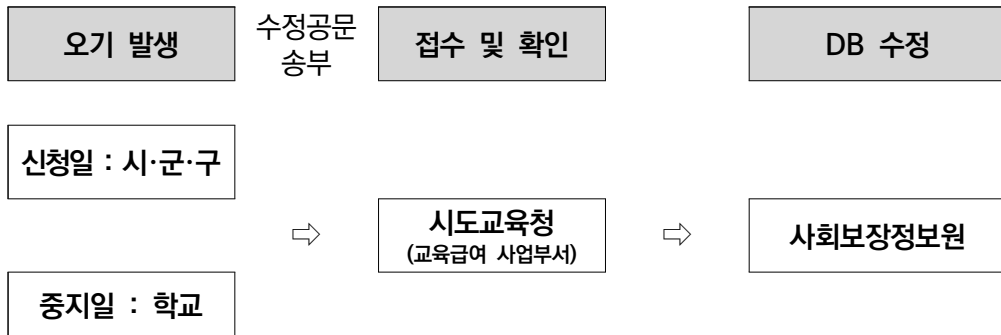 오기 발생
수정공문
송부
접수 및 확인
DB 수정
신청일 : 시·군·구
⇨
시도교육청
(교육급여 사업부서)
⇨
사회보장정보원
중지일 : 학교